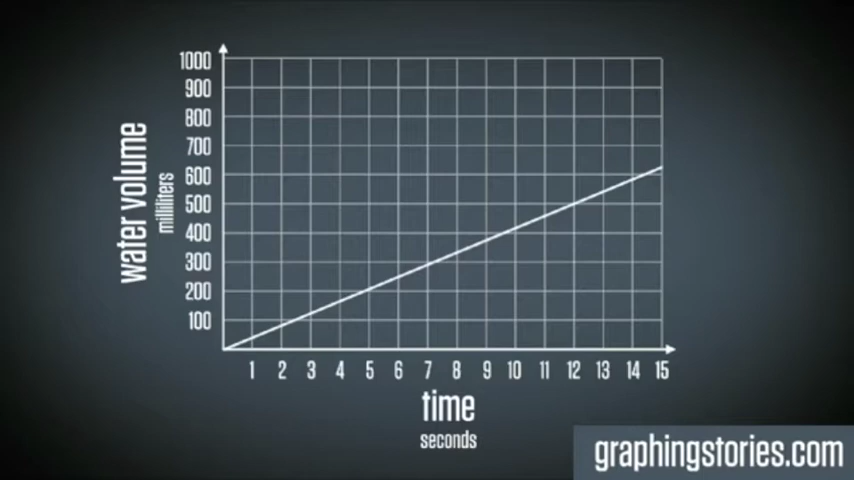 1000
900
800
700
600
500
400
300
200
100
water volume
milliliters
1 2 3 4 5 6 7 8 9 10 11 12 13 14 15
time
seconds
graphingstories.com